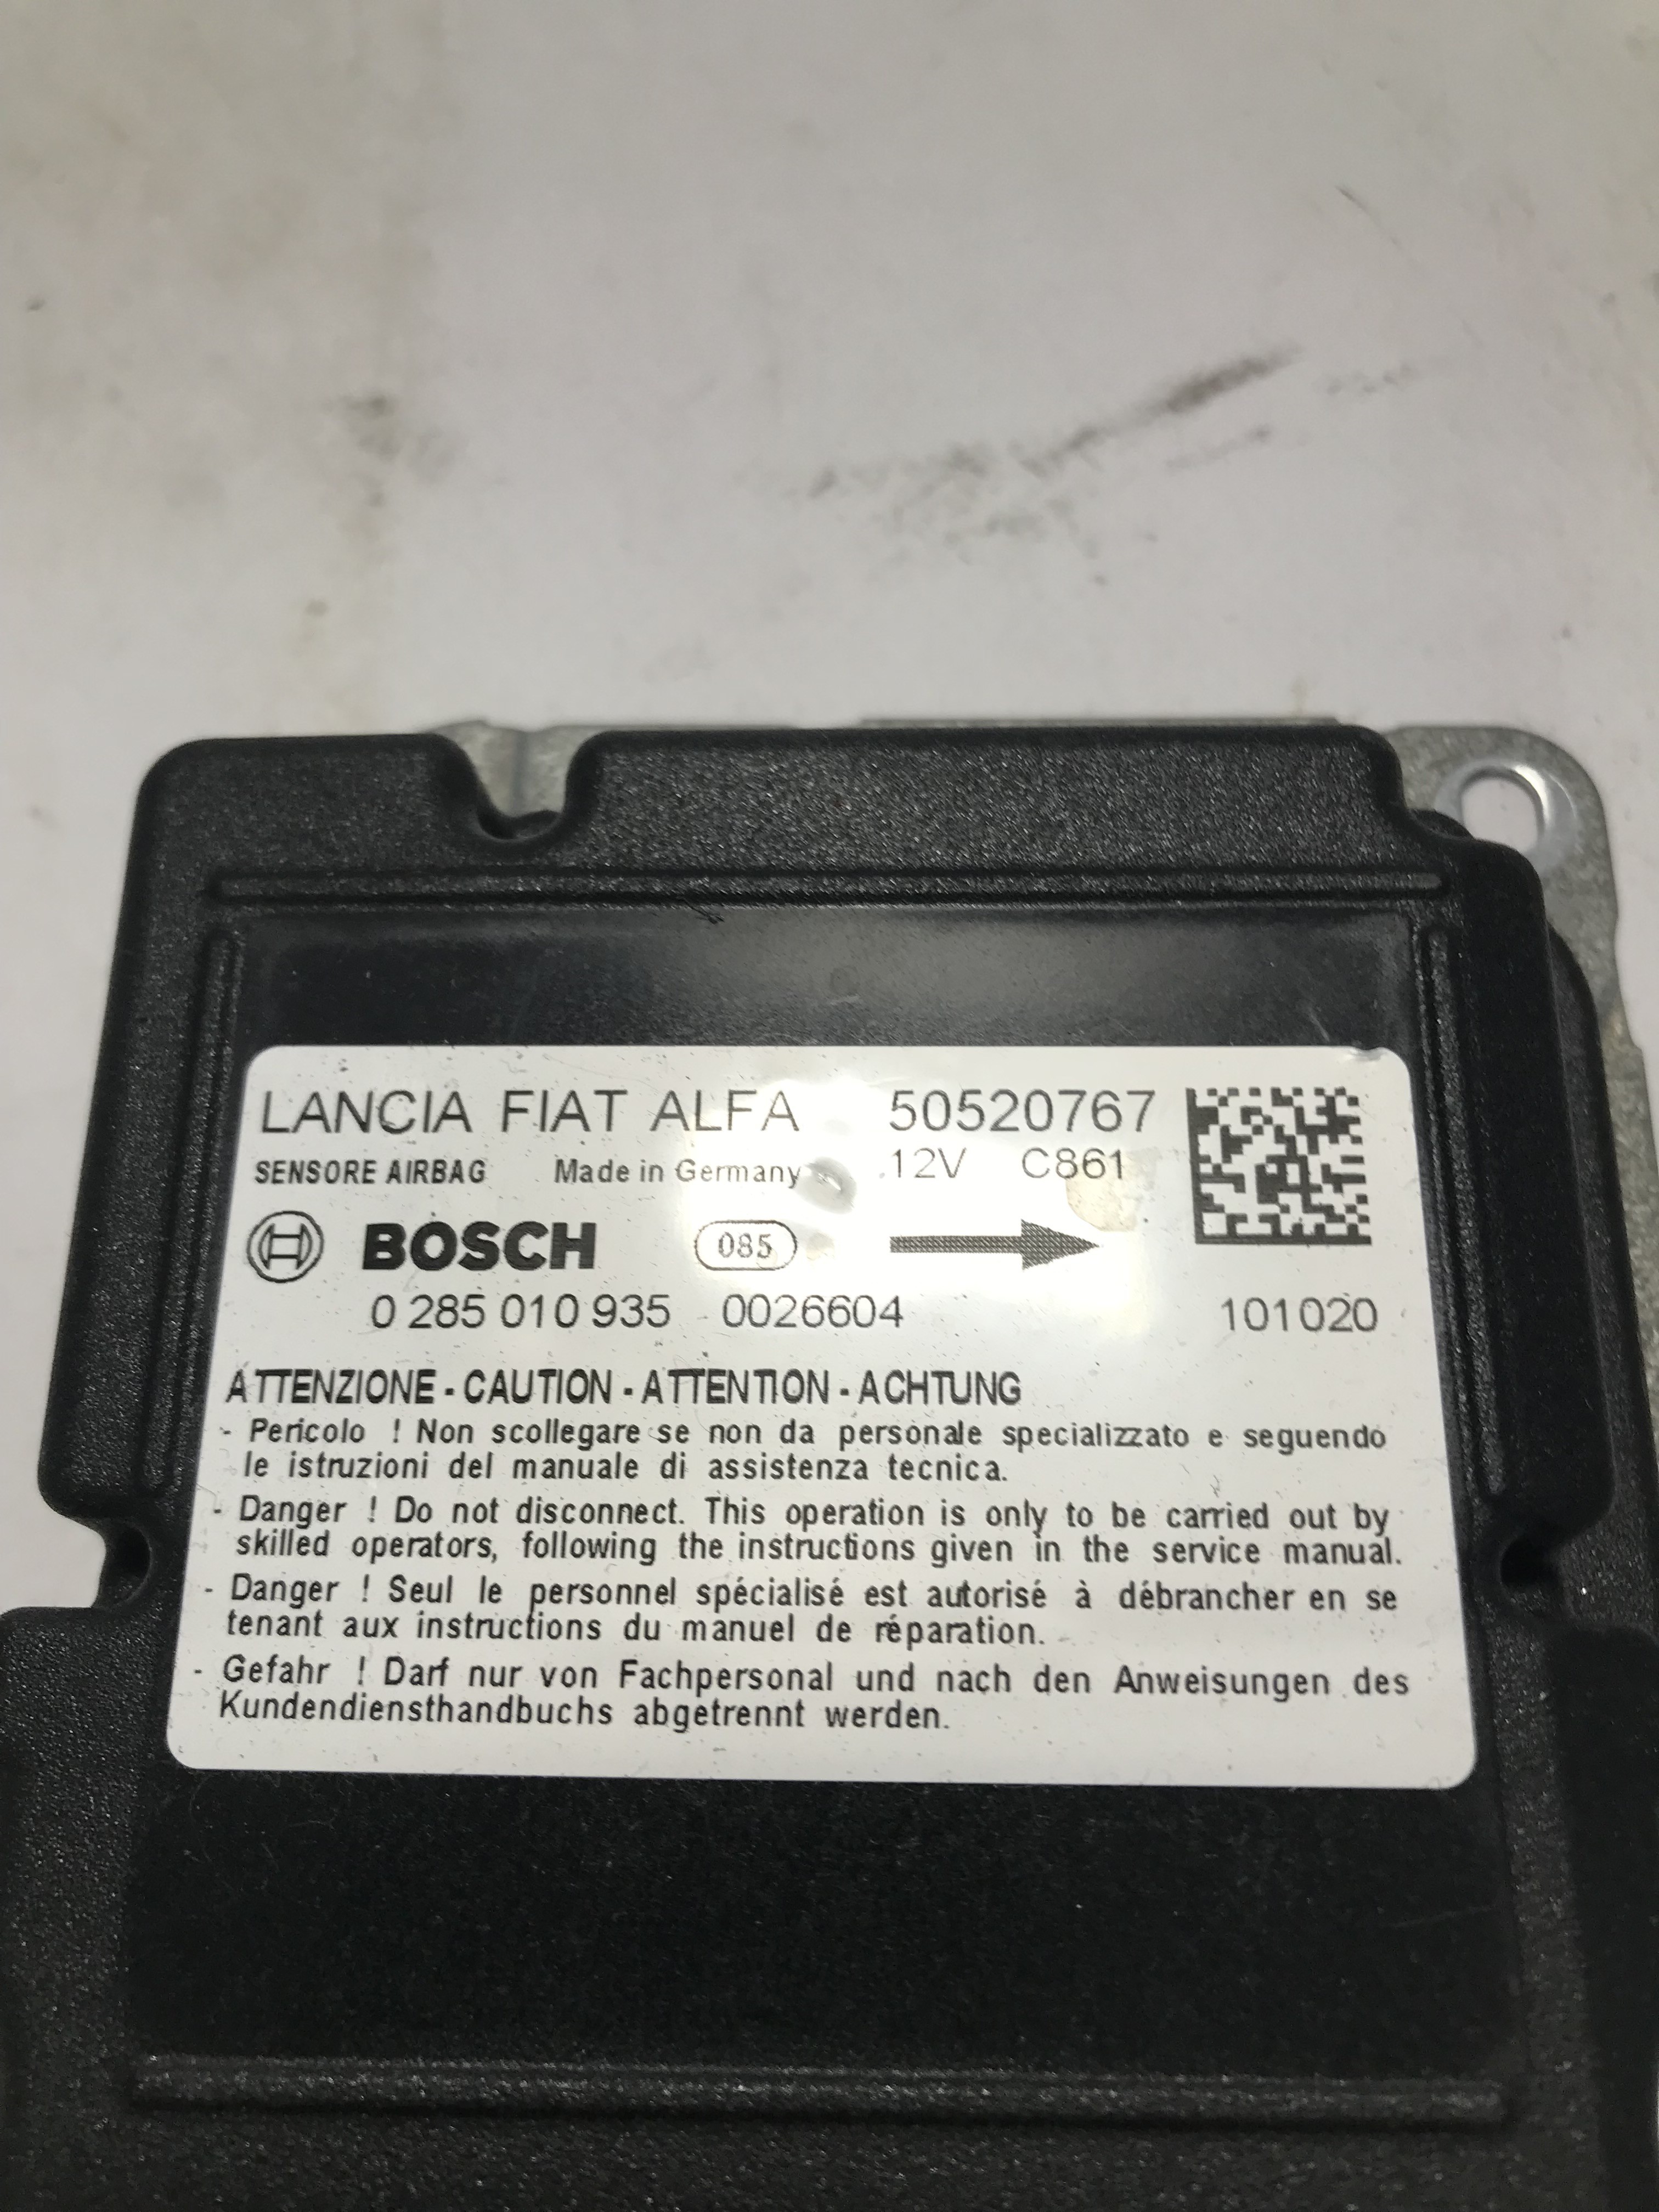 LANCIA FIAT ALFA 50520767
SENSORE AIRBAG Made in Germany 12V C861
BOSCH 085
0 285 010 935 0026604 101020
ATTENZIONE - CAUTION - ATTENTION - ACHTUNG
- Pericolo ! Non scollegare se non da personale specializzato e seguendo
le istruzioni del manuale di assistenza tecnica.
- Danger ! Do not disconnect. This operation is only to be carried out by
skilled operators, following the instructions given in the service manual.
- Danger ! Seul le personnel spécialisé est autorisé à débrancher en se
tenant aux instructions du manuel de réparation.
- Gefahr ! Darf nur von Fachpersonal und nach den Anweisungen des
Kundendiensthandbuchs abgetrennt werden.